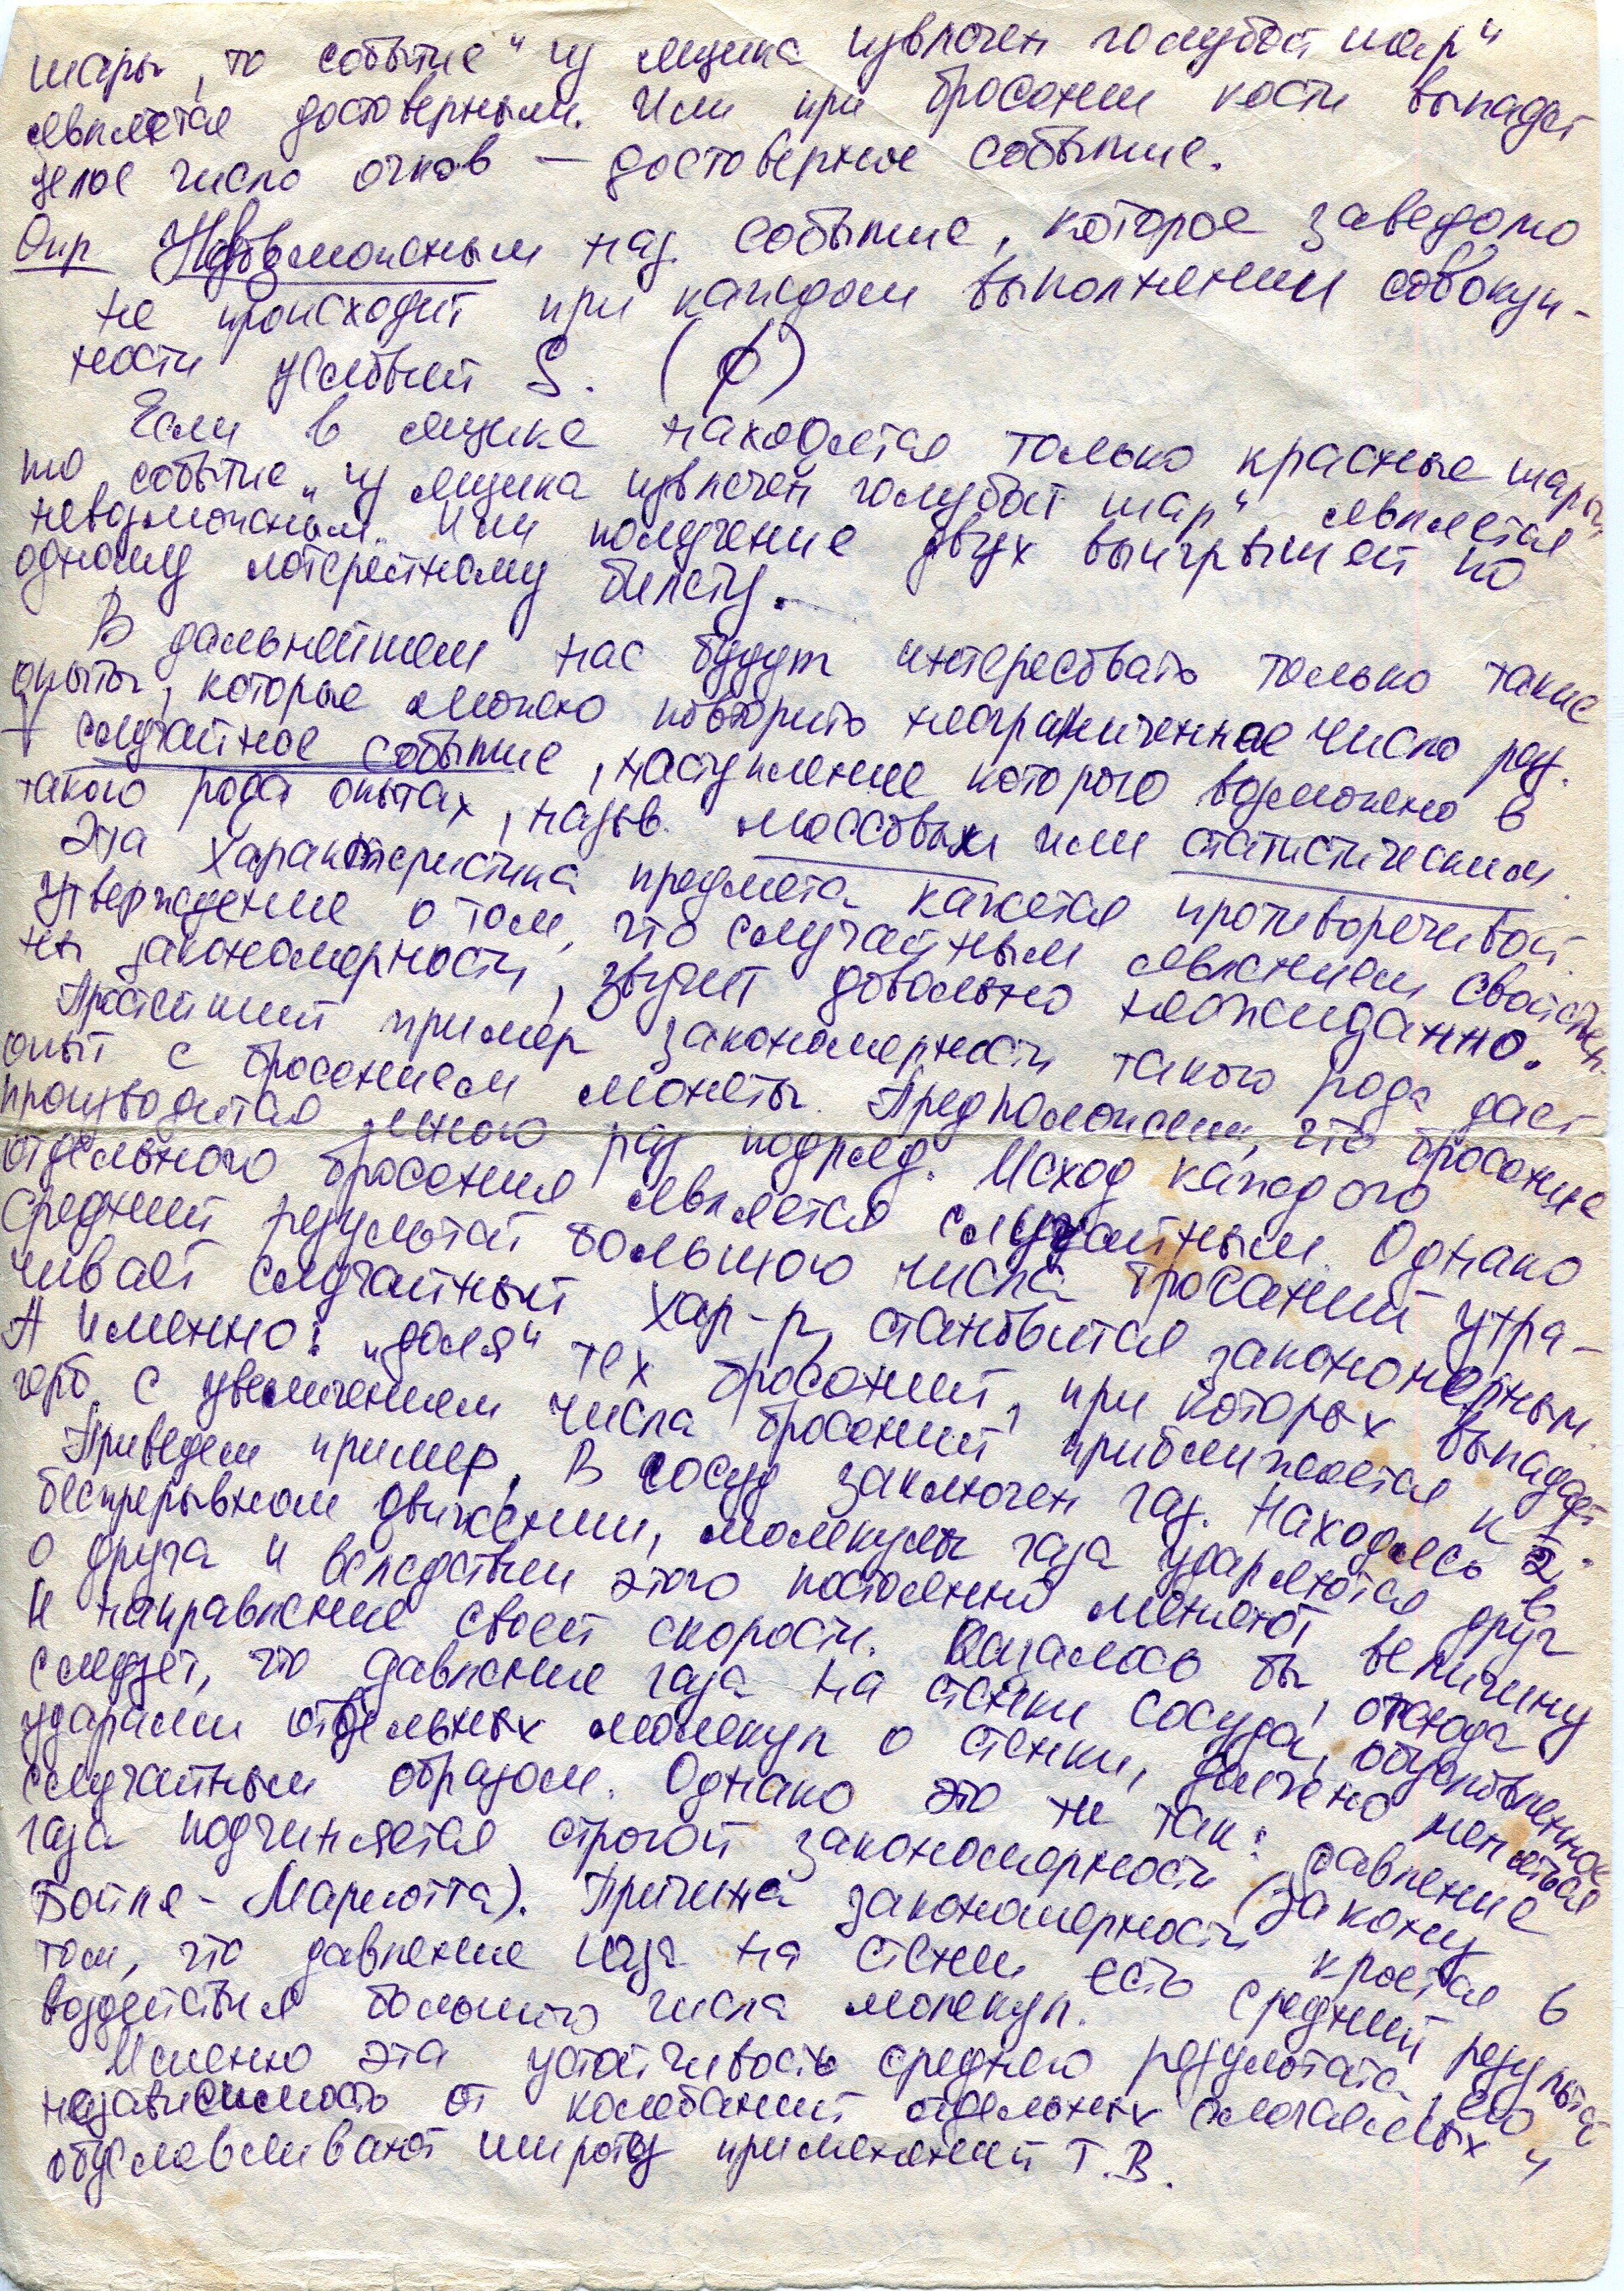 шары, то событие "из ящика извлечен голубой шар"
является достоверным. Или при бросании кости выпадет
целое число очков — достоверное событие.
Опр Невозможным наз. событие, которое заведомо
не происходит при каждом выполнении совокуп-
ности условий S. (∅)
Если в ящике находятся только красные шары,
то событие "из ящика извлечен голубой шар" является
невозможным. Или получение двух выигрышей по
одному лотерейному билету.
В дальнейшем нас будут интересовать только такие
опыты, которые можно повторить неограниченное число раз.
случайное событие, наступление которого возможно в
такого рода опытах, назыв. массовым или статистическим.
Эта характеристика предмета кажется противоречивой.
Утверждение о том, что случайным явлениям свойствен-
ны закономерности, звучит довольно неожиданно.
Простейший пример закономерности такого рода дает
опыт с бросанием монеты. Предположим, что бросание
производится много раз подряд. Исход каждого
отдельного бросания является случайным. Однако
средний результат большого числа бросаний утра-
чивает случайный хар-р, становится закономерным.
А именно: "доля" тех бросаний, при которых выпадает
герб, с увеличением числа бросаний приближается к 1/2.
Приведем пример. В сосуд заключен газ. Находясь в
беспрерывном движении, молекулы газа ударяются друг
о друга и вследствии этого постоянно меняют величину
и направление своей скорости. Казалось бы, отсюда
следует, что давление газа на стенки сосуда, обусловленное
ударами отдельных молекул о стенки, должно меняться
случайным образом. Однако это не так: давление
газа подчиняется строгой закономерности (закону
Бойля - Мариотта). Причина закономерности кроется в
том, что давление газа на стенки есть средний результат
воздействия большого числа молекул.
Именно эта устойчивость среднего результата, его
независимость от колебаний отдельных слагаемых и
обуславливают широту применений Т.В.